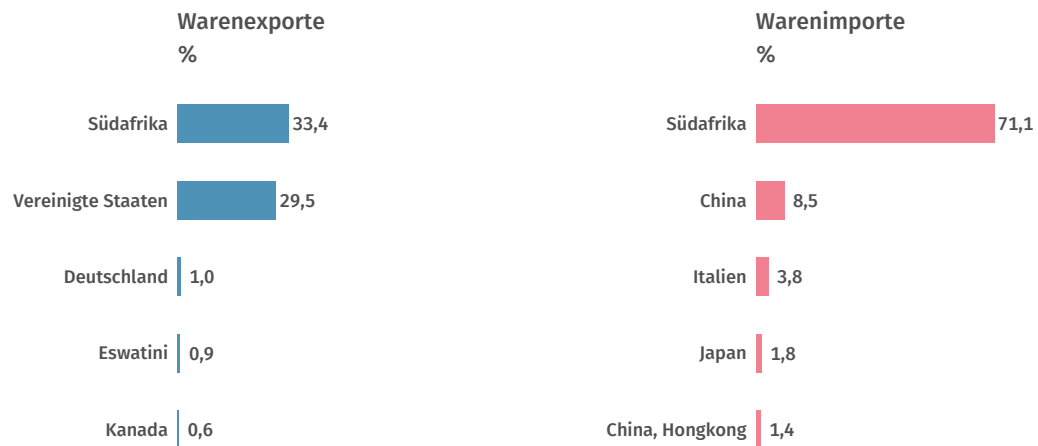 Warenexporte
%
Südafrika 33,4
Vereinigte Staaten 29,5
Deutschland 1,0
Eswatini 0,9
Kanada 0,6
Warenimporte
%
Südafrika 71,1
China 8,5
Italien 3,8
Japan 1,8
China, Hongkong 1,4